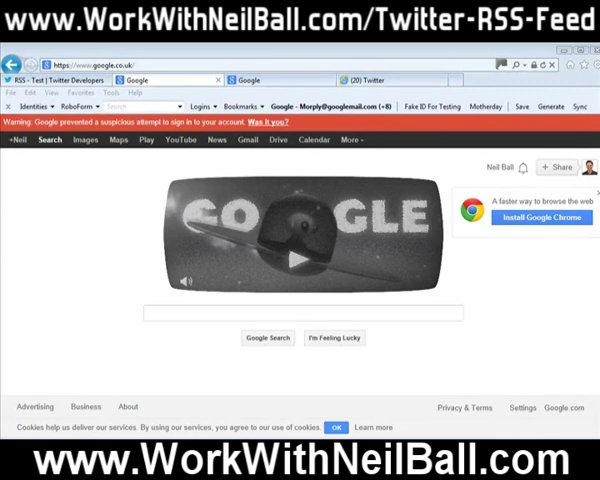 www.WorkWithNeilBall.com/Twitter-RSS-Feed
https://www.google.co.uk/
RSS - Test | Twitter Developers Google Google (20) Twitter
File Edit View Favorites Tools Help
Identities RoboForm Search Logins Bookmarks Google - Morply@googlemail.com (+8) Fake ID For Testing Motherday Save Generate Sync
Warning: Google prevented a suspicious attempt to sign in to your account. Was it you?
+Neil Search Images Maps Play YouTube News Gmail Drive Calendar More
Neil Ball + Share
GOOGLE
A faster way to browse the web
Install Google Chrome
Google Search I'm Feeling Lucky
Advertising Business About Privacy & Terms Settings Google.com
Cookies help us deliver our services. By using our services, you agree to our use of cookies. OK Learn more
www.WorkWithNeilBall.com